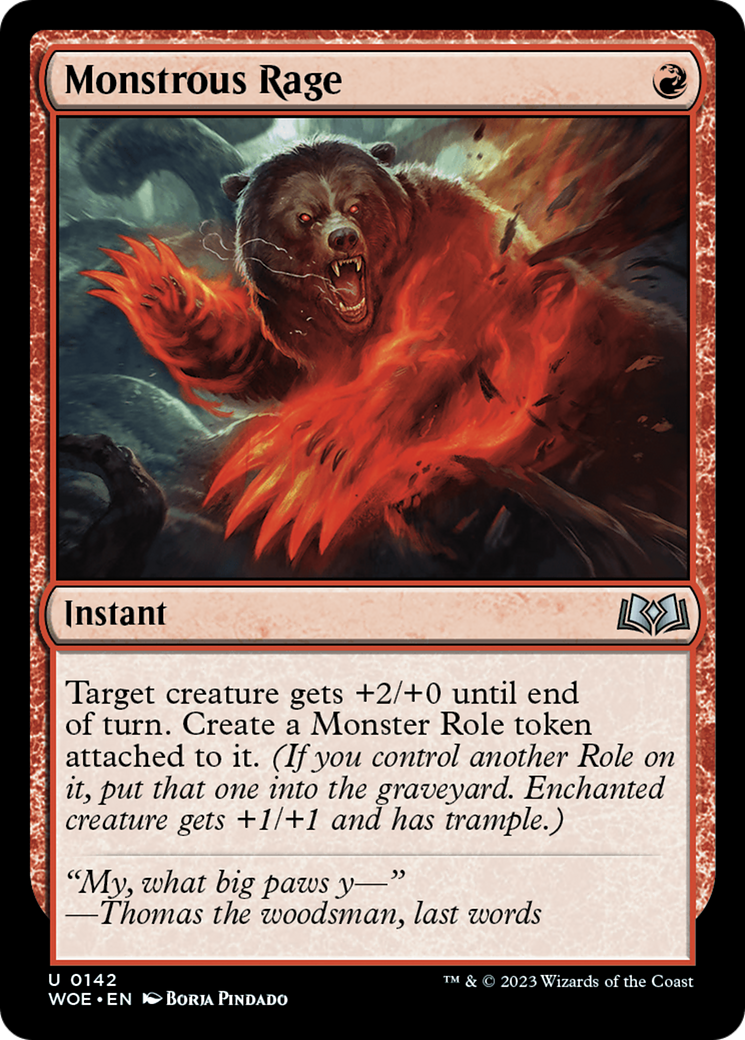 Monstrous Rage
Instant
Target creature gets +2/+0 until end
of turn. Create a Monster Role token
attached to it. (If you control another Role on
it, put that one into the graveyard. Enchanted
creature gets +1/+1 and has trample.)
“My, what big paws y—”
—Thomas the woodsman, last words
U 0142
WOE • EN Borja Pindado
™ & © 2023 Wizards of the Coast